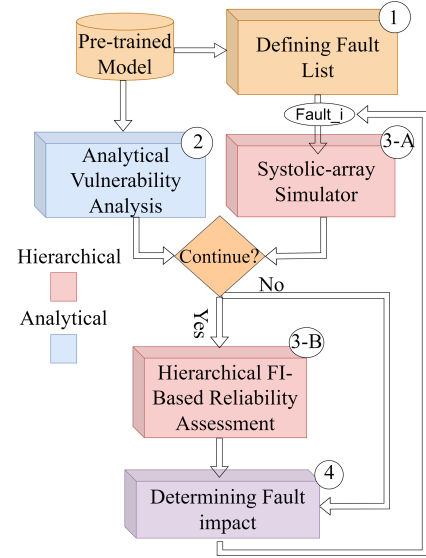 Pre-trained
Model
1
Defining Fault
List
Fault_i
2
Analytical
Vulnerability
Analysis
3-A
Systolic-array
Simulator
Continue?
Hierarchical
Analytical
No
Yes
3-B
Hierarchical FI-
Based Reliability
Assessment
4
Determining Fault
impact